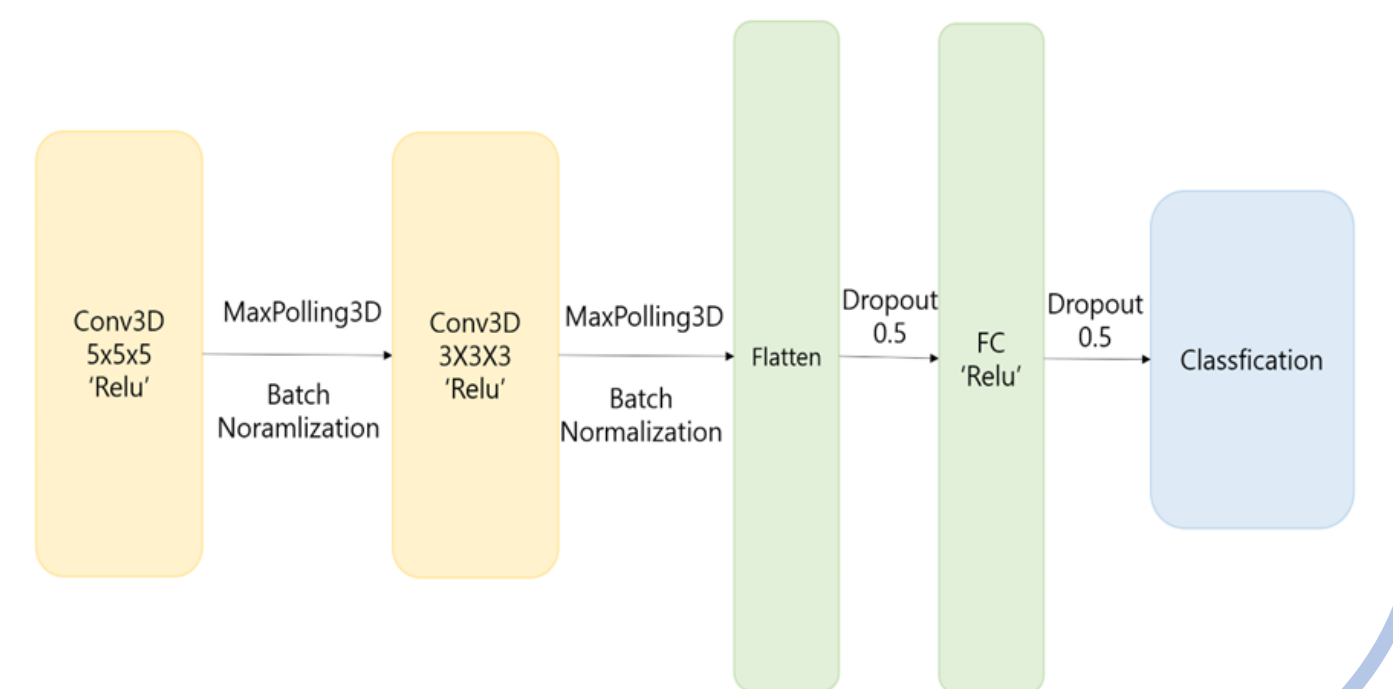 Conv3D
5x5x5
‘Relu’
MaxPolling3D
Batch
Noramlization
Conv3D
3X3X3
‘Relu’
MaxPolling3D
Batch
Normalization
Flatten
Dropout
0.5
FC
‘Relu’
Dropout
0.5
Classfication